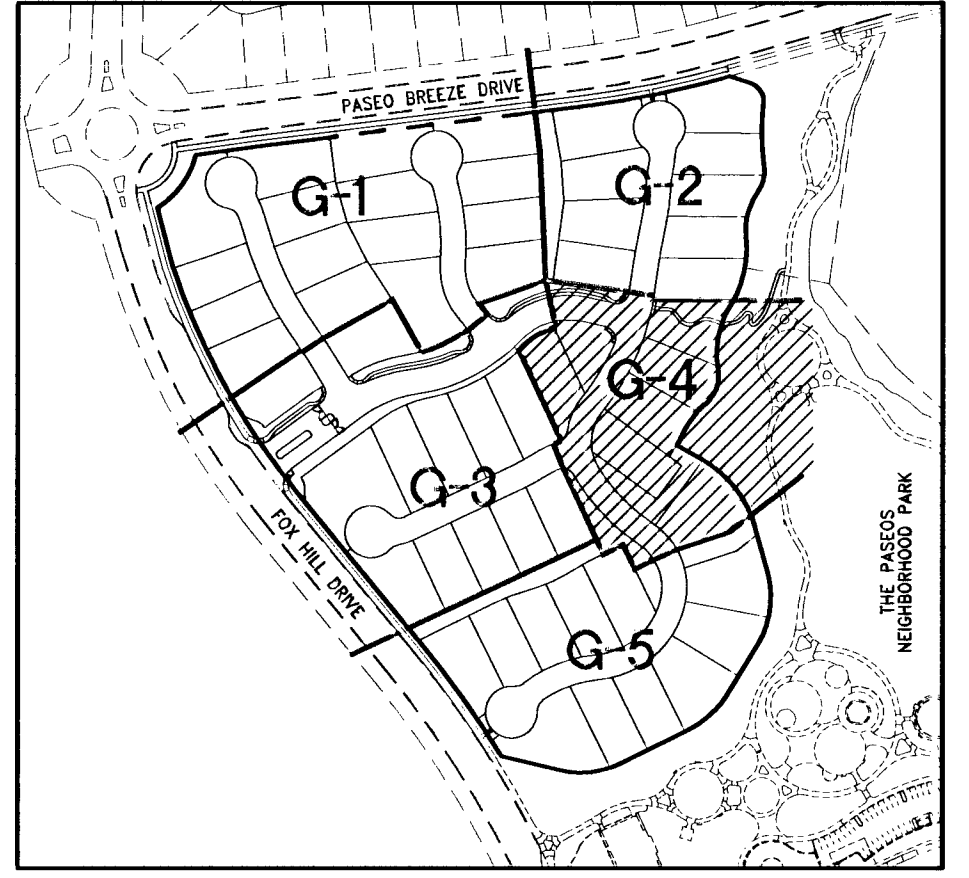 PASEO BREEZE DRIVE
G-1
G-2
G-4
G-3
FOX HILL DRIVE
THE PASEOS
NEIGHBORHOOD PARK
G-5